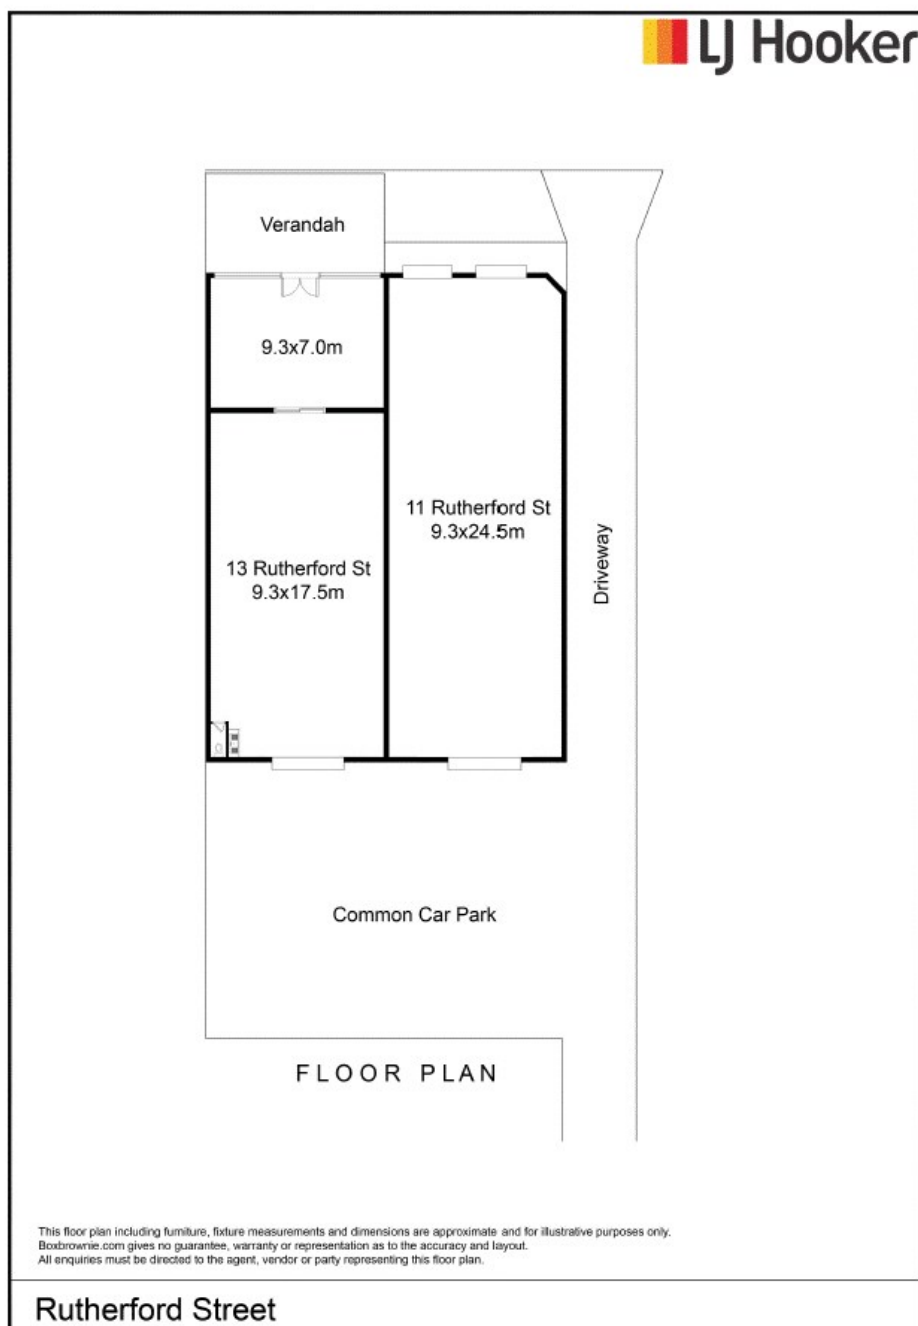 LJ Hooker
Verandah
9.3x7.0m
11 Rutherford St
9.3x24.5m
13 Rutherford St
9.3x17.5m
Driveway
Common Car Park
FLOOR PLAN
This floor plan including furniture, fixture measurements and dimensions are approximate and for illustrative purposes only.
Boxbrownie.com gives no guarantee, warranty or representation as to the accuracy and layout.
All enquiries must be directed to the agent, vendor or party representing this floor plan.
Rutherford Street